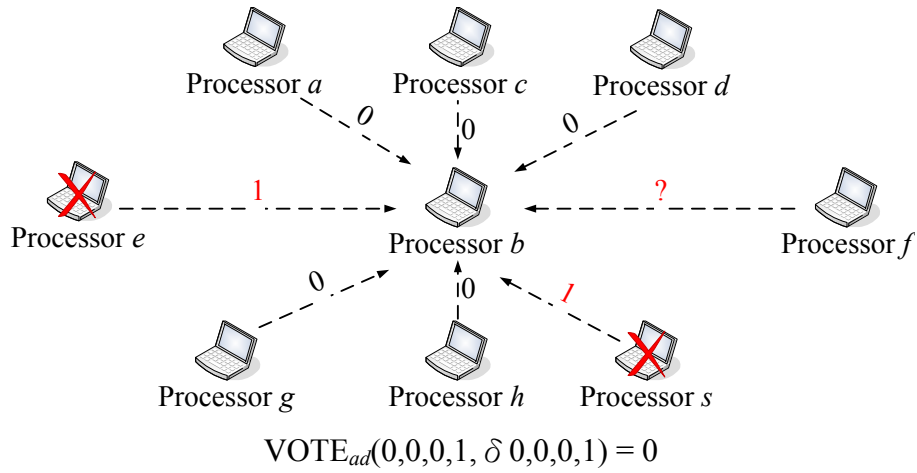 Processor a Processor c Processor d
0 0 0
1 ?
Processor e Processor b Processor f
0 0 1
Processor g Processor h Processor s
VOTEad(0,0,0,1, δ 0,0,0,1) = 0